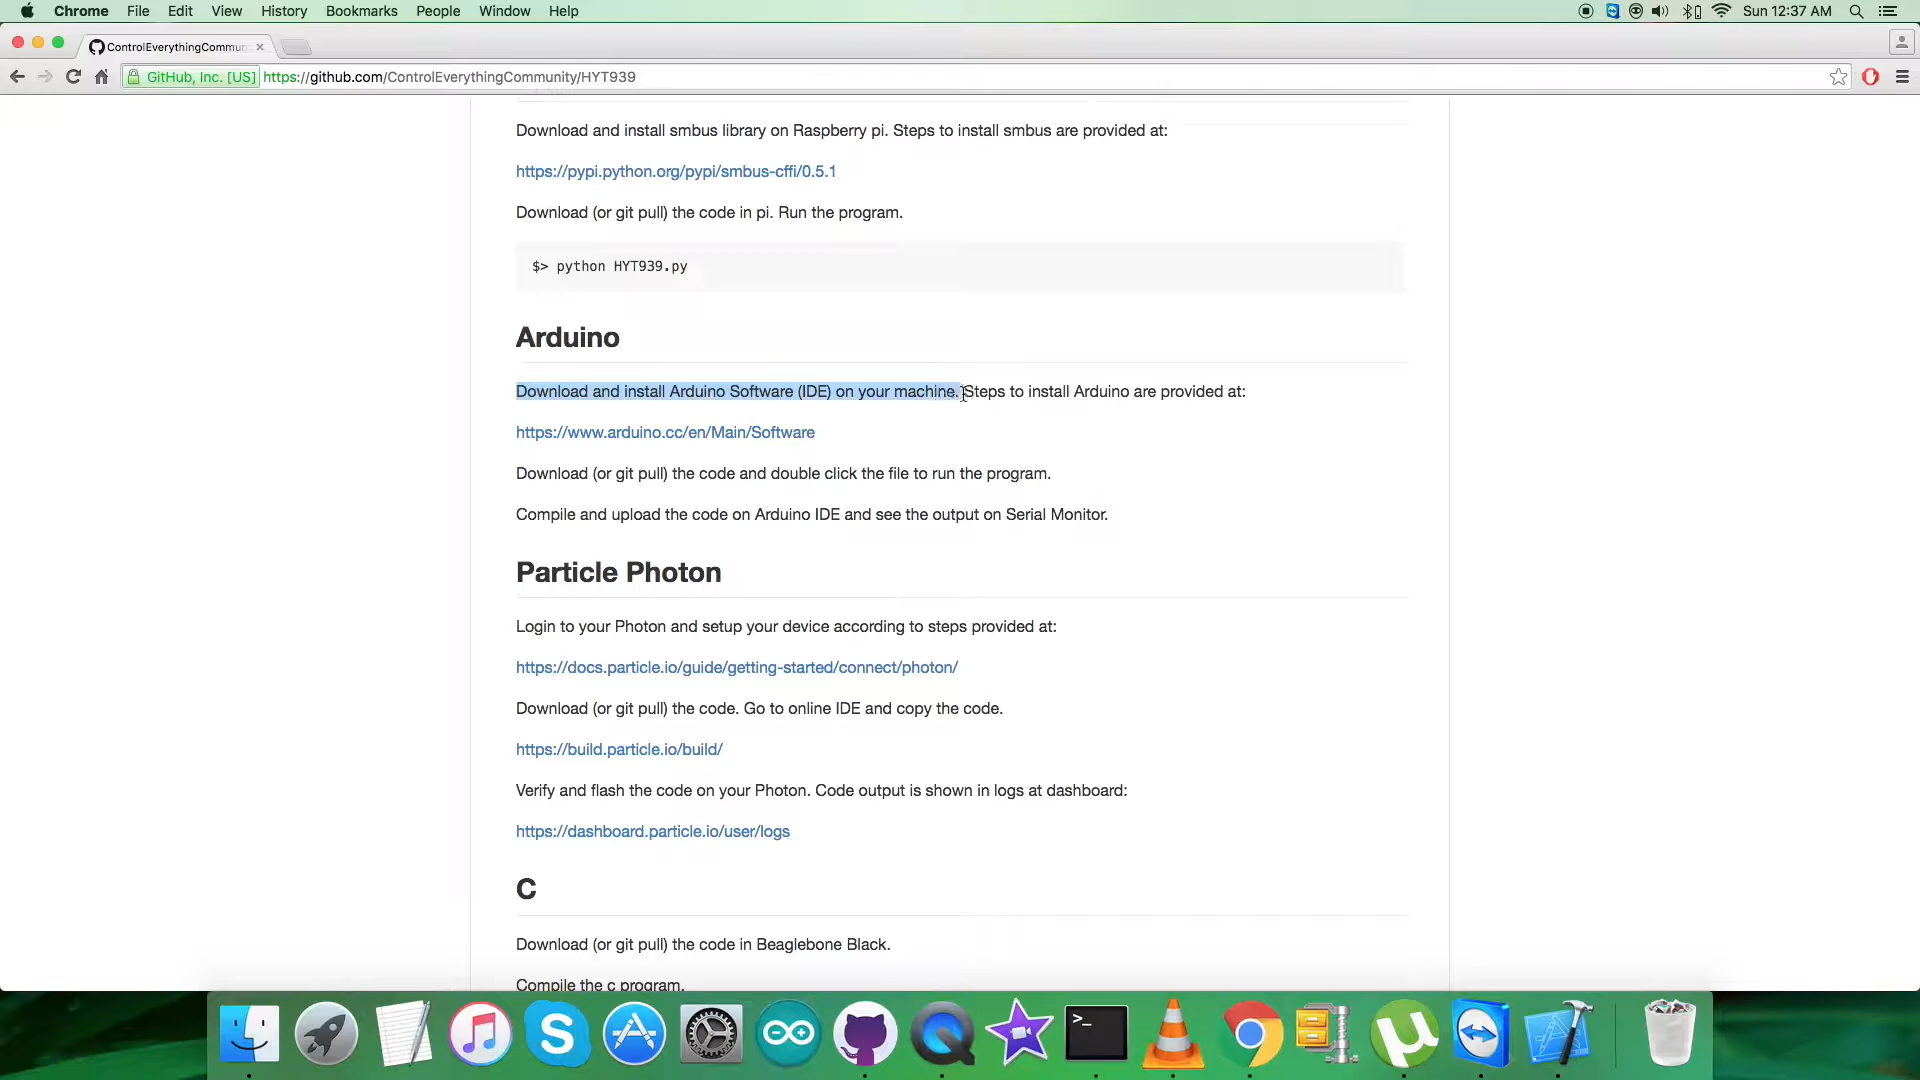 Chrome File Edit View History Bookmarks People Window Help Sun 12:37 AM
ControlEverythingCommun
GitHub, Inc. [US] https://github.com/ControlEverythingCommunity/HYT939
Download and install smbus library on Raspberry pi. Steps to install smbus are provided at:
https://pypi.python.org/pypi/smbus-cffi/0.5.1
Download (or git pull) the code in pi. Run the program.
$> python HYT939.py
Arduino
Download and install Arduino Software (IDE) on your machine. Steps to install Arduino are provided at:
https://www.arduino.cc/en/Main/Software
Download (or git pull) the code and double click the file to run the program.
Compile and upload the code on Arduino IDE and see the output on Serial Monitor.
Particle Photon
Login to your Photon and setup your device according to steps provided at:
https://docs.particle.io/guide/getting-started/connect/photon/
Download (or git pull) the code. Go to online IDE and copy the code.
https://build.particle.io/build/
Verify and flash the code on your Photon. Code output is shown in logs at dashboard:
https://dashboard.particle.io/user/logs
C
Download (or git pull) the code in Beaglebone Black.
Compile the c program.